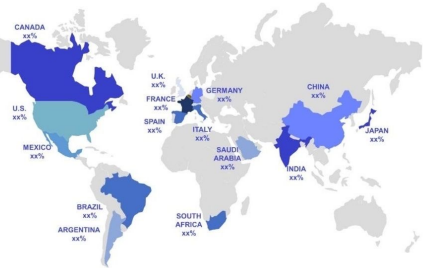 CANADA
xx%
U.S.
xx%
MEXICO
xx%
BRAZIL
xx%
ARGENTINA
xx%
U.K.
xx%
FRANCE
xx%
SPAIN
xx%
GERMANY
xx%
ITALY
xx%
SAUDI
ARABIA
xx%
SOUTH
AFRICA
xx%
CHINA
xx%
JAPAN
xx%
INDIA
xx%